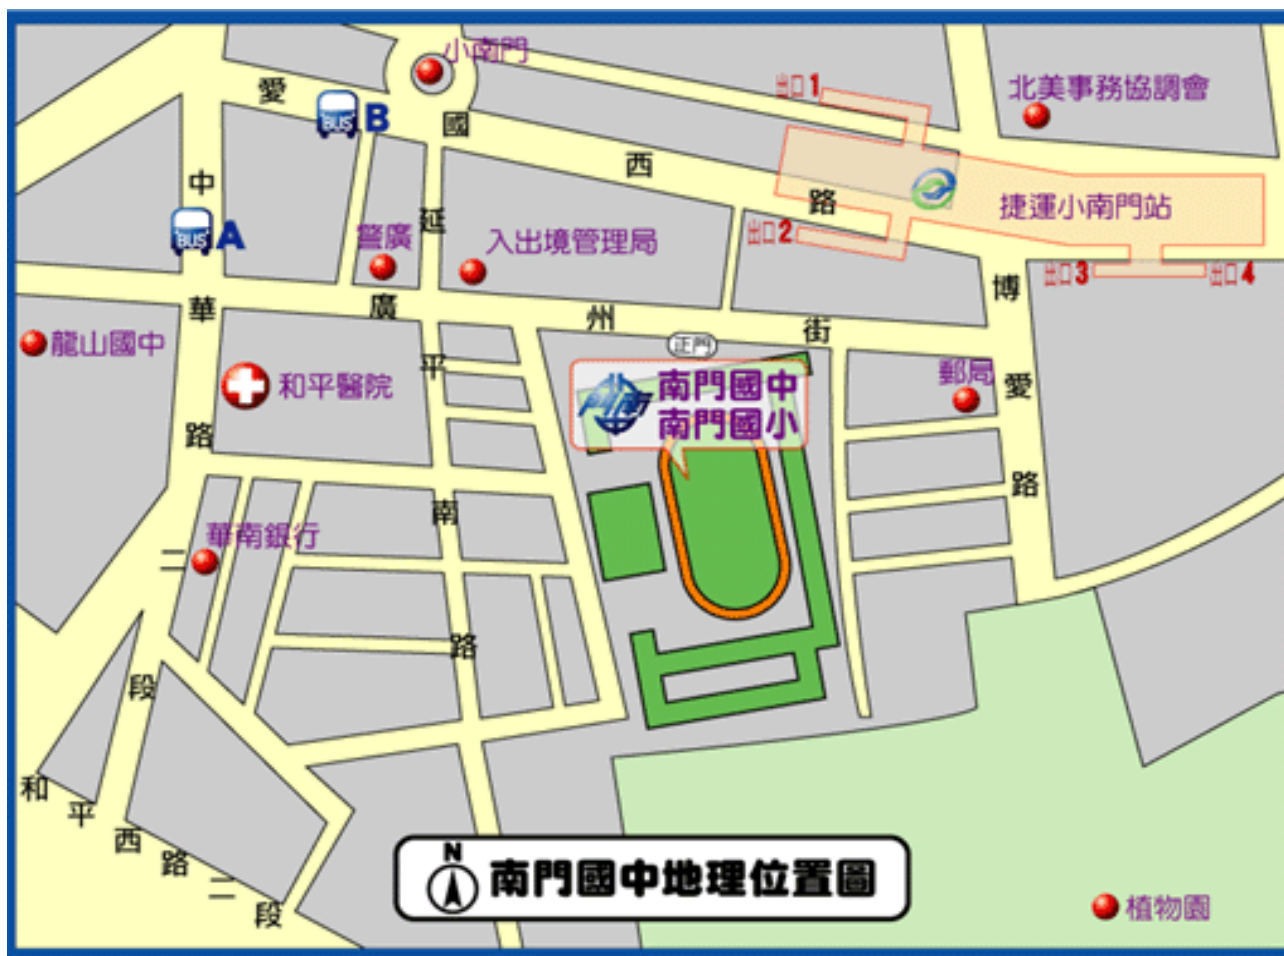 小南門
出口1
北美事務協調會
愛國西路
BUS B
中華路二段
BUS A
警廣
延平南路
入出境管理局
出口2
捷運小南門站
出口3
出口4
博愛路
廣州街
正門
龍山國中
和平醫院
南門國中
南門國小
郵局
華南銀行
和平西路二段
N
南門國中地理位置圖
植物園